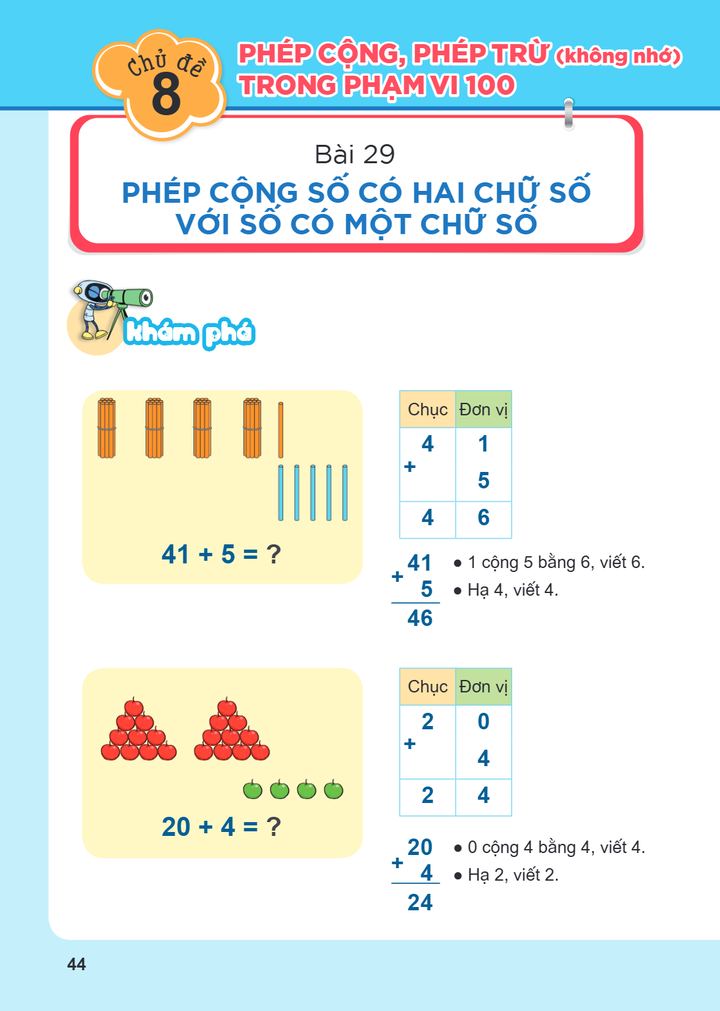 Chủ đề
8
PHÉP CỘNG, PHÉP TRỪ (không nhớ)
TRONG PHẠM VI 100
Bài 29
PHÉP CỘNG SỐ CÓ HAI CHỮ SỐ
VỚI SỐ CÓ MỘT CHỮ SỐ
Khám phá
41 + 5 = ?
Chục Đơn vị
4 1
+
5
4 6
41
+
5
46
● 1 cộng 5 bằng 6, viết 6.
● Hạ 4, viết 4.
20 + 4 = ?
Chục Đơn vị
2 0
+
4
2 4
20
+
4
24
● 0 cộng 4 bằng 4, viết 4.
● Hạ 2, viết 2.
44